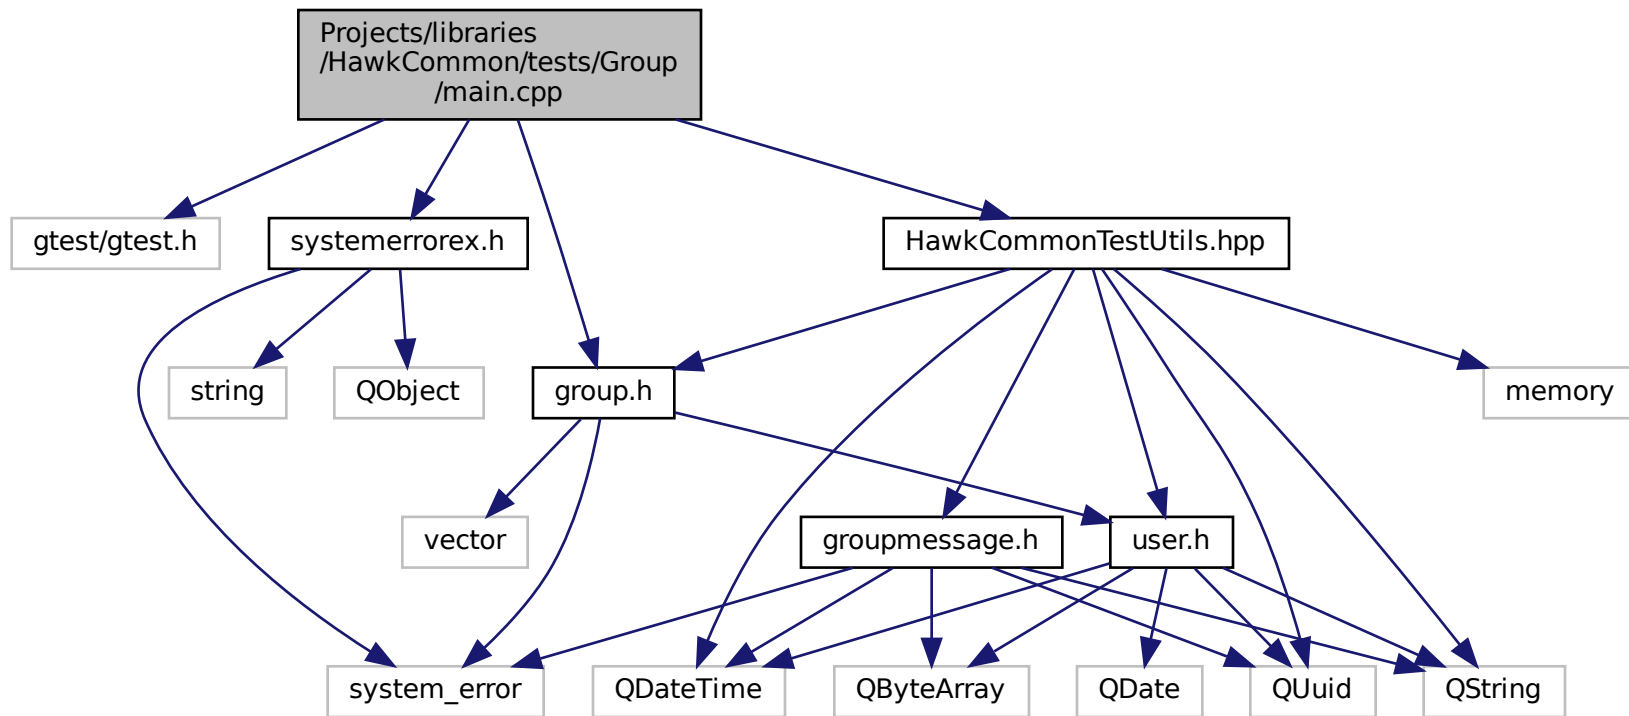 Projects/libraries
/HawkCommon/tests/Group
/main.cpp
gtest/gtest.h
systemerrorex.h
HawkCommonTestUtils.hpp
string
QObject
group.h
memory
vector
groupmessage.h
user.h
system_error
QDateTime
QByteArray
QDate
QUuid
QString